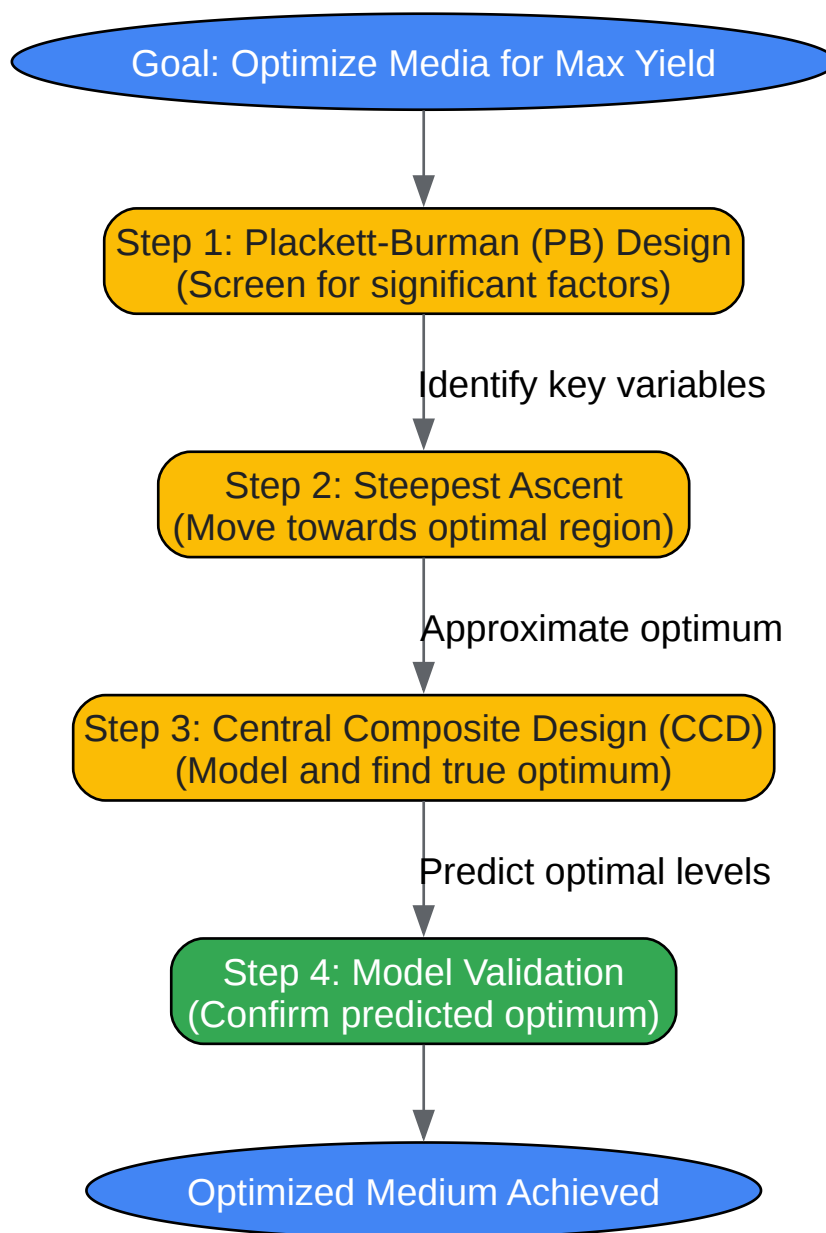 Goal: Optimize Media for Max Yield
Step 1: Plackett-Burman (PB) Design
(Screen for significant factors)
Identify key variables
Step 2: Steepest Ascent
(Move towards optimal region)
Approximate optimum
Step 3: Central Composite Design (CCD)
(Model and find true optimum)
Predict optimal levels
Step 4: Model Validation
(Confirm predicted optimum)
Optimized Medium Achieved